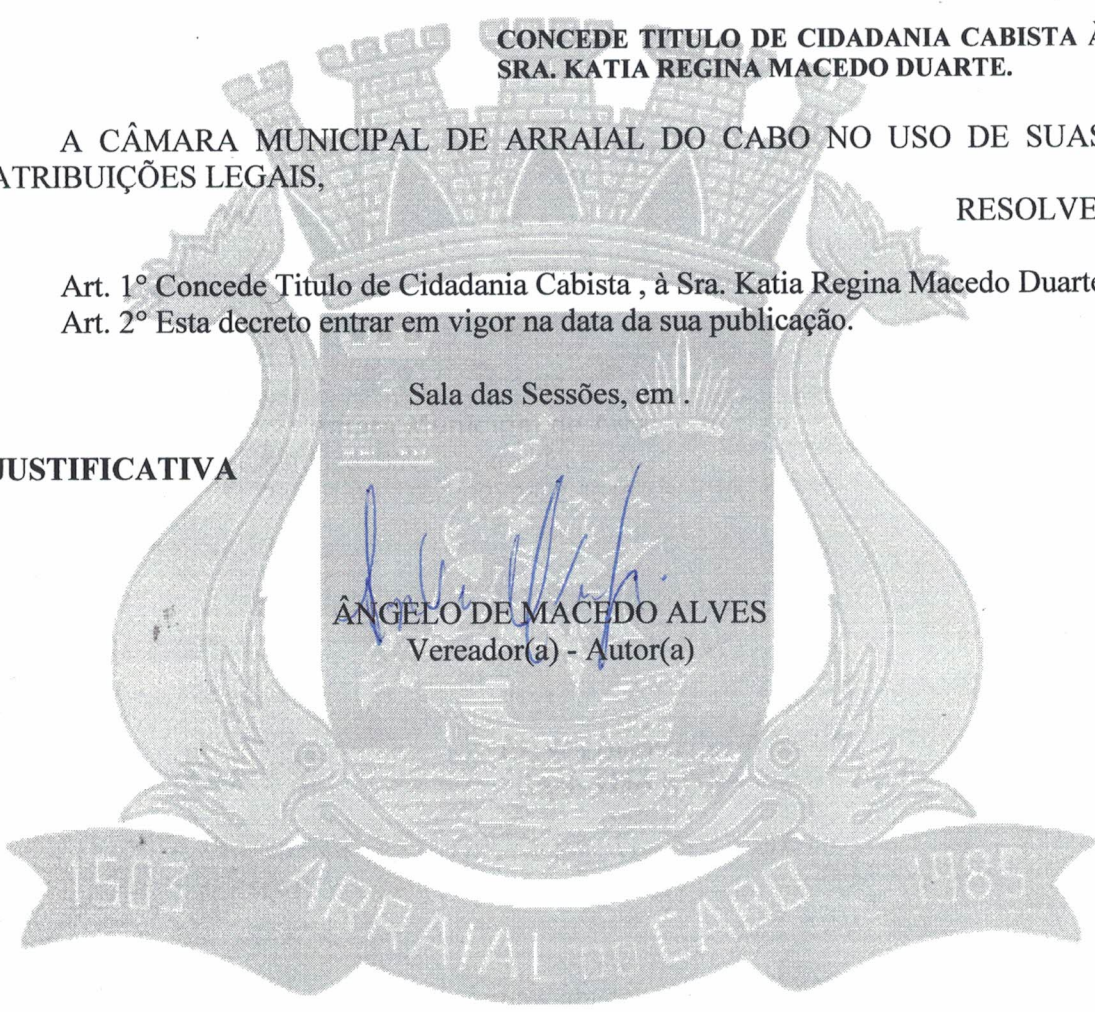 CONCEDE TITULO DE CIDADANIA CABISTA À
SRA. KATIA REGINA MACEDO DUARTE.
A CÂMARA MUNICIPAL DE ARRAIAL DO CABO NO USO DE SUAS
ATRIBUIÇÕES LEGAIS,
RESOLVE
Art. 1° Concede Titulo de Cidadania Cabista , à Sra. Katia Regina Macedo Duarte
Art. 2° Esta decreto entrar em vigor na data da sua publicação.
Sala das Sessões, em .
JUSTIFICATIVA
ÂNGELO DE MACEDO ALVES
Vereador(a) - Autor(a)
1503 ARRAIAL DO CABO 1985